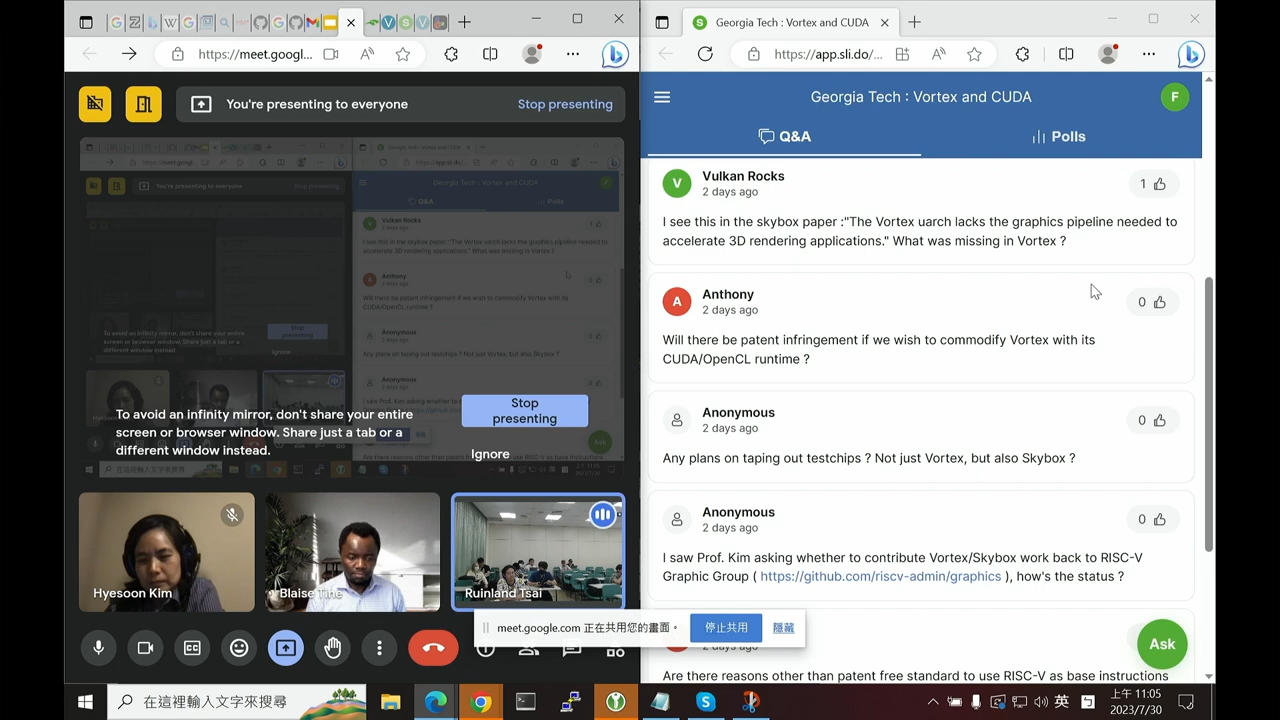 https://meet.googl...
You're presenting to everyone
Stop presenting
To avoid an infinity mirror, don't share your entire
screen or browser window. Share just a tab or a
different window instead.
Stop
presenting
Ignore
Hyesoon Kim
Blaise Tine
Ruinland Tsai
meet.google.com 正在共用您的畫面。
停止共用
隱藏
在這裡輸入文字來搜尋
Georgia Tech : Vortex and CUDA
https://app.sli.do/...
Georgia Tech : Vortex and CUDA
F
Q&A
Polls
V
Vulkan Rocks
2 days ago
1
I see this in the skybox paper :"The Vortex uarch lacks the graphics pipeline needed to
accelerate 3D rendering applications." What was missing in Vortex ?
A
Anthony
2 days ago
0
Will there be patent infringement if we wish to commodify Vortex with its
CUDA/OpenCL runtime ?
Anonymous
2 days ago
0
Any plans on taping out testchips ? Not just Vortex, but also Skybox ?
Anonymous
2 days ago
0
I saw Prof. Kim asking whether to contribute Vortex/Skybox work back to RISC-V
Graphic Group ( https://github.com/riscv-admin/graphics ), how's the status ?
2 days ago
Ask
Are there reasons other than patent free standard to use RISC-V as base instructions
英
上午 11:05
2023/7/30